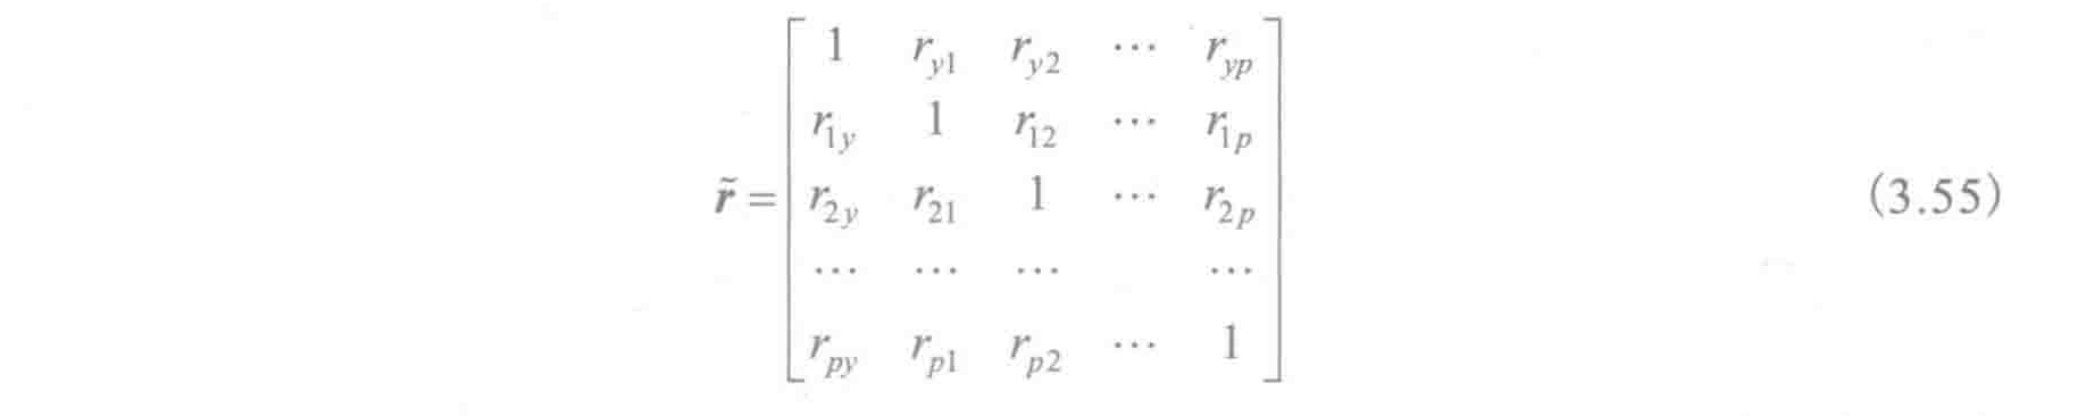 1 r_{y1} r_{y2} ⋯ r_{yp}
r_{1y} 1 r_{12} ⋯ r_{1p}
r̃ = r_{2y} r_{21} 1 ⋯ r_{2p} (3.55)
⋯ ⋯ ⋯ ⋯
r_{py} r_{p1} r_{p2} ⋯ 1